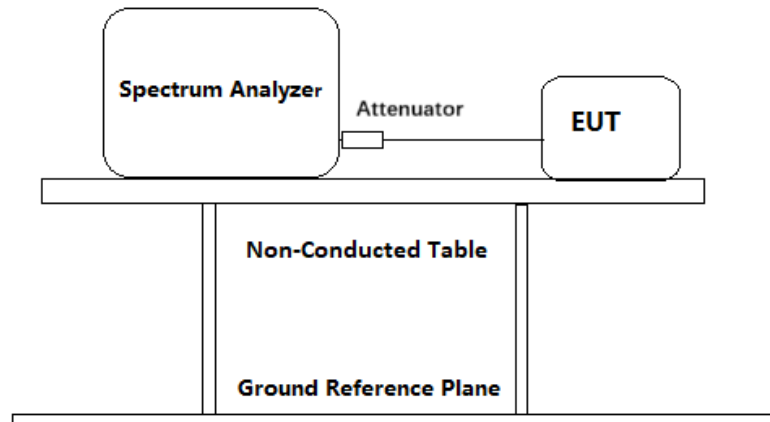 Spectrum Analyzer
Attenuator
EUT
Non-Conducted Table
Ground Reference Plane